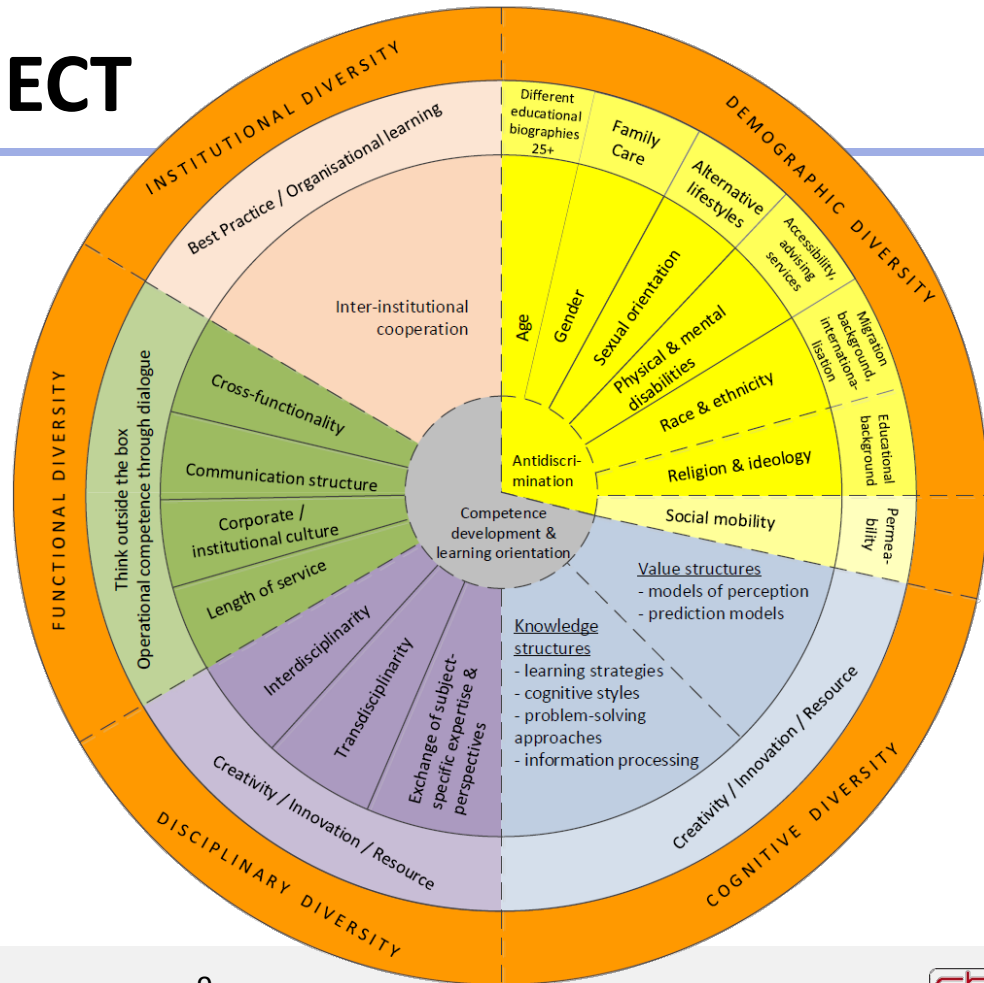 ECT
INSTITUTIONAL DIVERSITY
Best Practice / Organisational learning
Inter-institutional
cooperation
DEMOGRAPHIC DIVERSITY
Different
educational
biographies
25+
Family
Care
Alternative
lifestyles
Accessibility,
advising
services
Migration
background,
internationa-
lisation
Educational
background
Permea-
bility
Age
Gender
Sexual orientation
Physical & mental
disabilities
Race & ethnicity
Religion & ideology
Social mobility
Antidiscri-
mination
Competence
development &
learning orientation
FUNCTIONAL DIVERSITY
Think outside the box
Operational competence through dialogue
Cross-functionality
Communication structure
Corporate /
institutional culture
Length of service
Value structures
- models of perception
- prediction models
Knowledge
structures
- learning strategies
- cognitive styles
- problem-solving
approaches
- information processing
Creativity / Innovation / Resource
COGNITIVE DIVERSITY
Interdisciplinarity
Transdisciplinarity
Exchange of subject-
specific expertise &
perspectives
Creativity / Innovation / Resource
DISCIPLINARY DIVERSITY